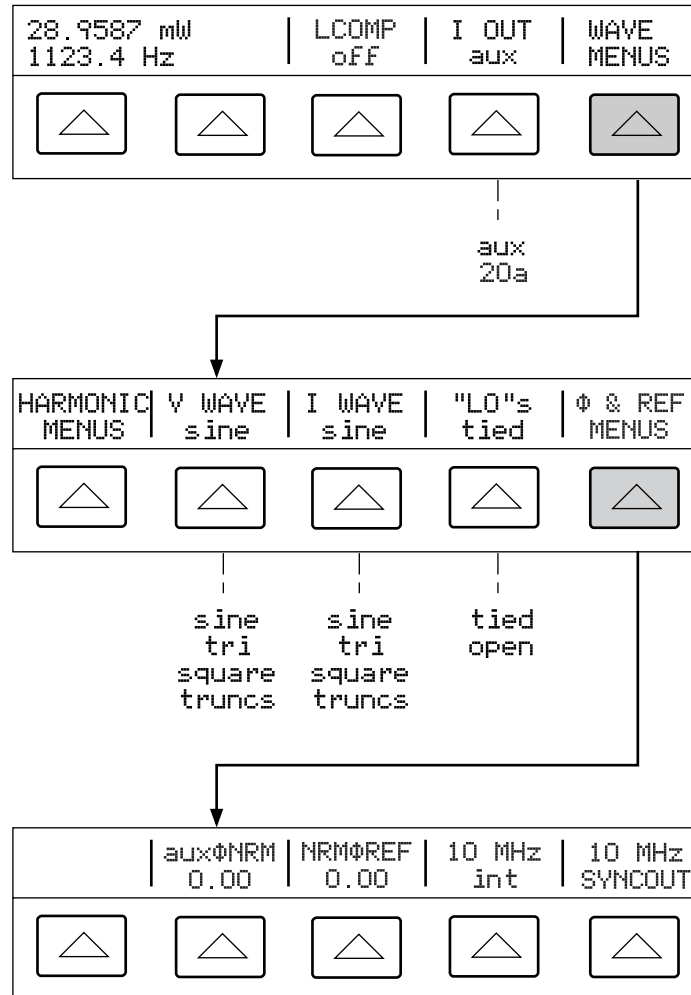 28.9587 mW
1123.4 Hz
LCOMP
off
I OUT
aux
WAVE
MENUS
aux
20a
HARMONIC
MENUS
V WAVE
sine
I WAVE
sine
"LO"s
tied
Φ & REF
MENUS
sine
tri
square
truncs
sine
tri
square
truncs
tied
open
auxΦNRM
0.00
NRMΦREF
0.00
10 MHz
int
10 MHz
SYNCOUT